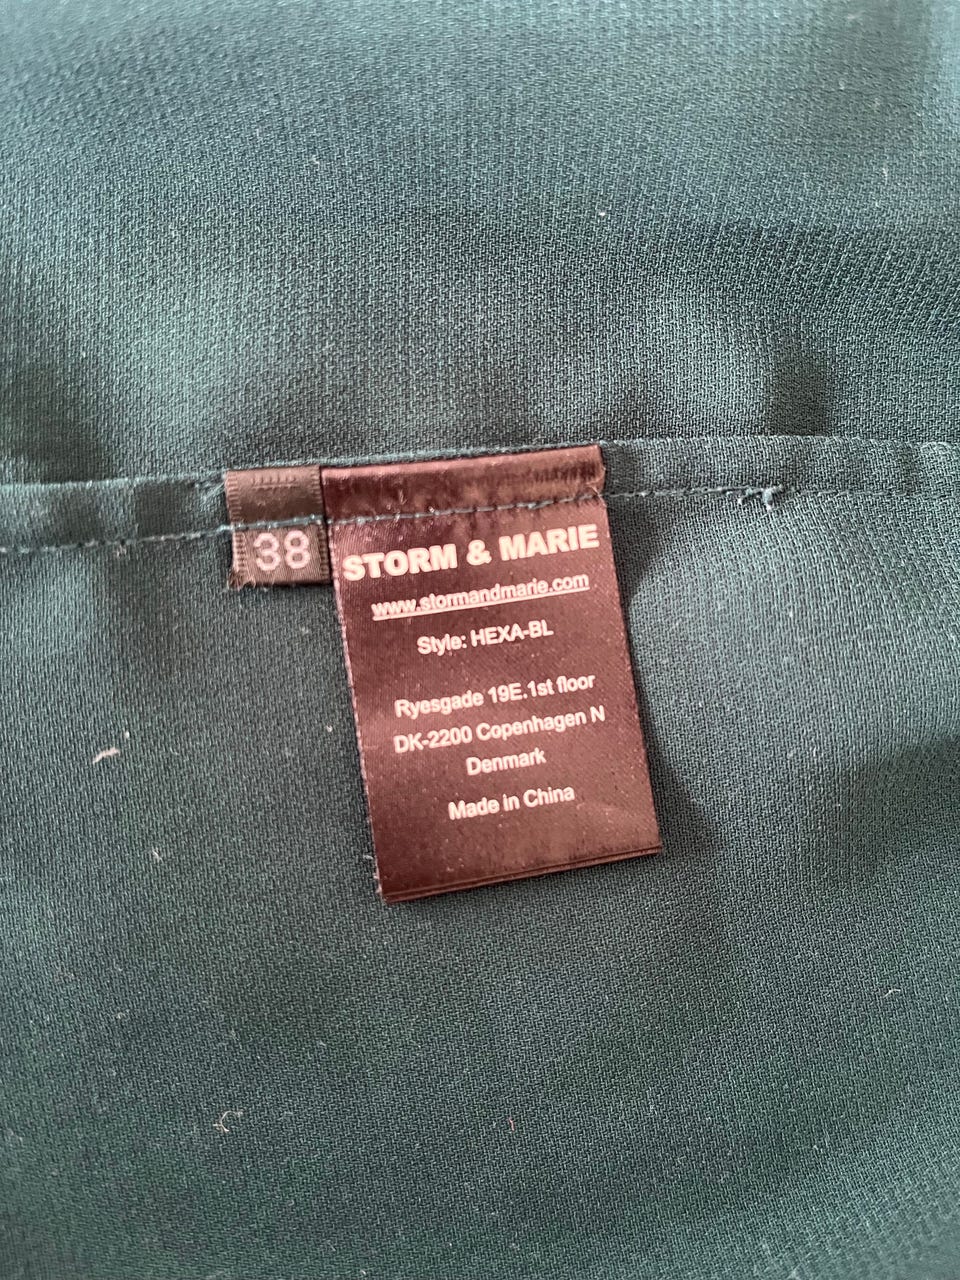 38
STORM & MARIE
www.stormandmarie.com
Style: HEXA-BL
Ryesgade 19E.1st floor
DK-2200 Copenhagen N
Denmark
Made in China